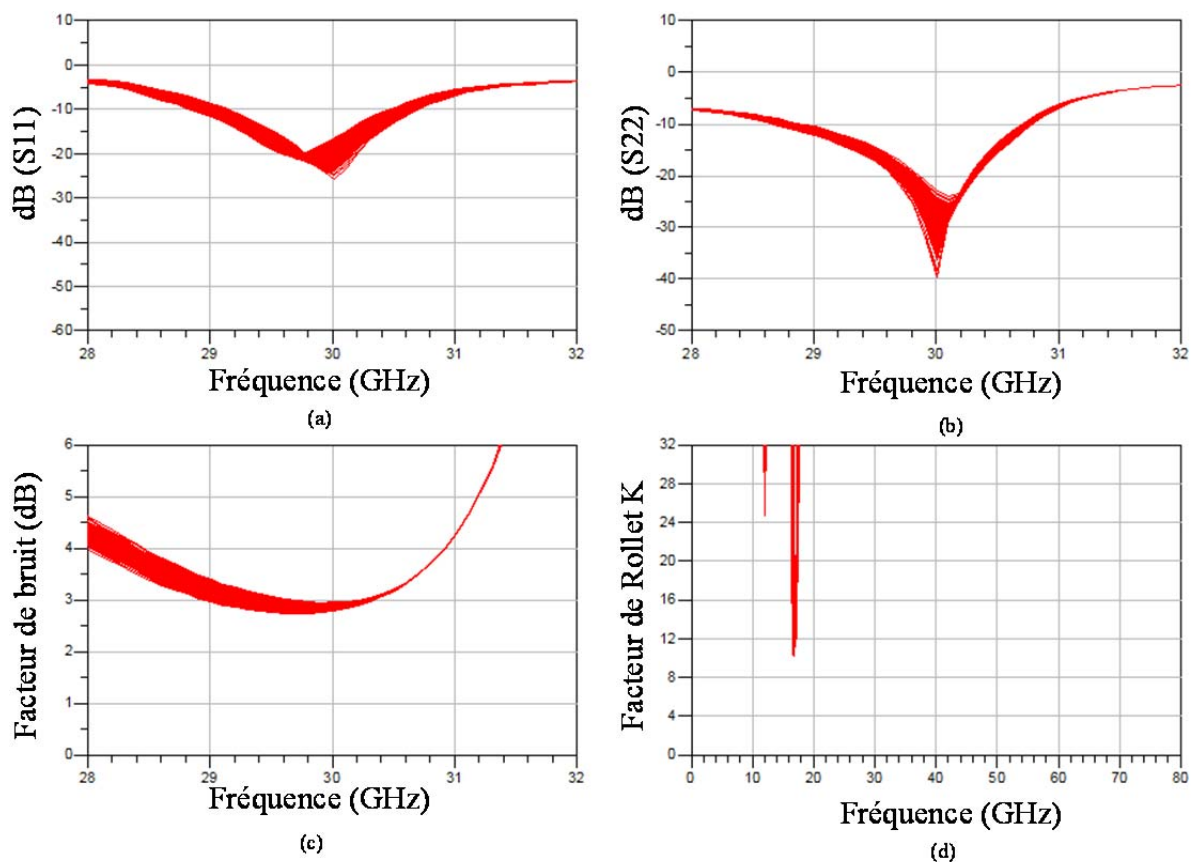 10
0
-10
-20
-30
-40
-50
-60
dB (S11)
28 29 30 31 32
Fréquence (GHz)
(a)
10
0
-10
-20
-30
-40
-50
dB (S22)
28 29 30 31 32
Fréquence (GHz)
(b)
6
5
4
3
2
1
0
Facteur de bruit (dB)
28 29 30 31 32
Fréquence (GHz)
(c)
32
28
24
20
16
12
8
4
0
Facteur de Rollet K
0 10 20 30 40 50 60 70 80
Fréquence (GHz)
(d)